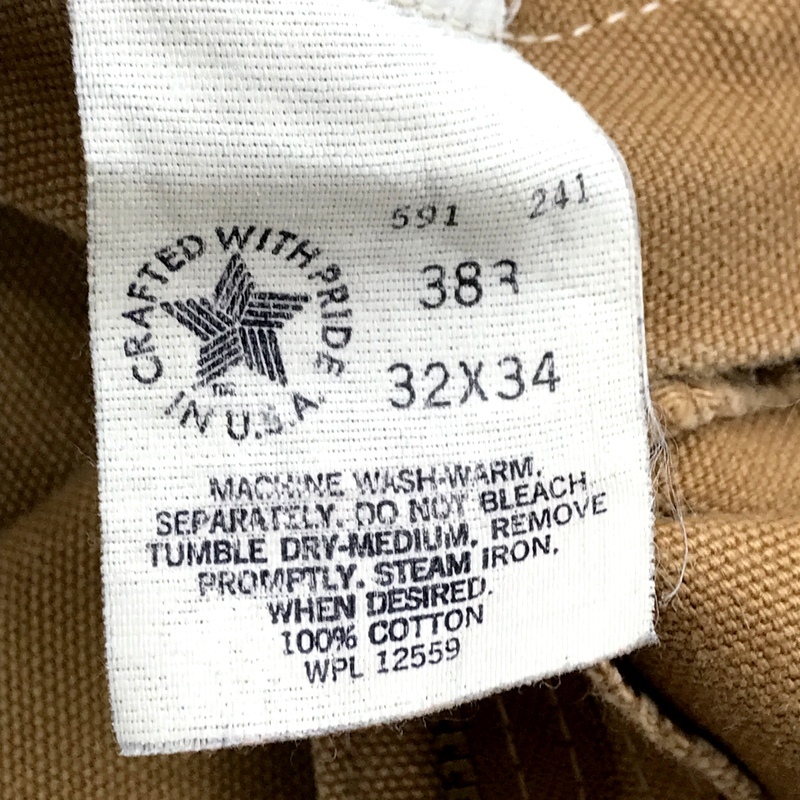 591 241
383
32X34
CRAFTED WITH PRIDE
IN U.S.A.
MACHINE WASH-WARM.
SEPARATELY. DO NOT BLEACH
TUMBLE DRY-MEDIUM. REMOVE
PROMPTLY. STEAM IRON.
WHEN DESIRED.
100% COTTON
WPL 12559